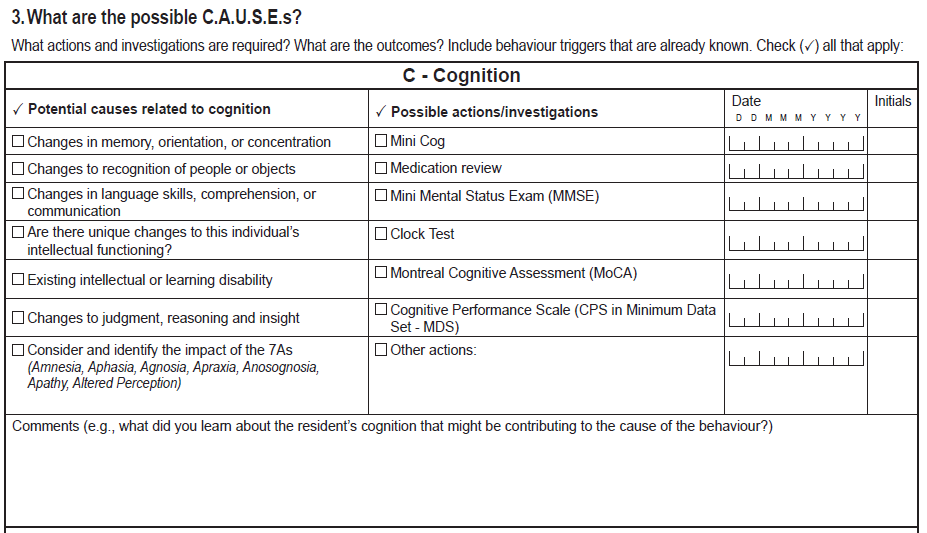 3. What are the possible C.A.U.S.E.s?
What actions and investigations are required? What are the outcomes? Include behaviour triggers that are already known. Check (✓) all that apply:
C - Cognition
✓ Potential causes related to cognition
✓ Possible actions/investigations
Date
D D M M M Y Y Y Y
Initials
Changes in memory, orientation, or concentration
Mini Cog
Changes to recognition of people or objects
Medication review
Changes in language skills, comprehension, or
communication
Mini Mental Status Exam (MMSE)
Are there unique changes to this individual's
intellectual functioning?
Clock Test
Existing intellectual or learning disability
Montreal Cognitive Assessment (MoCA)
Changes to judgment, reasoning and insight
Cognitive Performance Scale (CPS in Minimum Data
Set - MDS)
Consider and identify the impact of the 7As
(Amnesia, Aphasia, Agnosia, Apraxia, Anosognosia,
Apathy, Altered Perception)
Other actions:
Comments (e.g., what did you learn about the resident's cognition that might be contributing to the cause of the behaviour?)